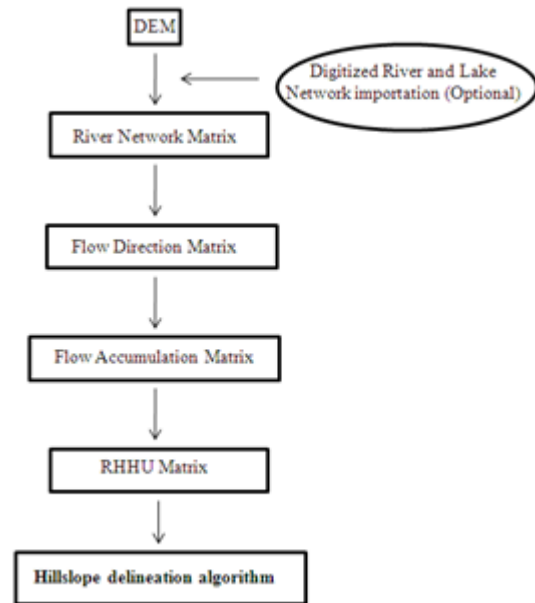 DEM
Digitized River and Lake
Network importation (Optional)
River Network Matrix
Flow Direction Matrix
Flow Accumulation Matrix
RHHU Matrix
Hillslope delineation algorithm